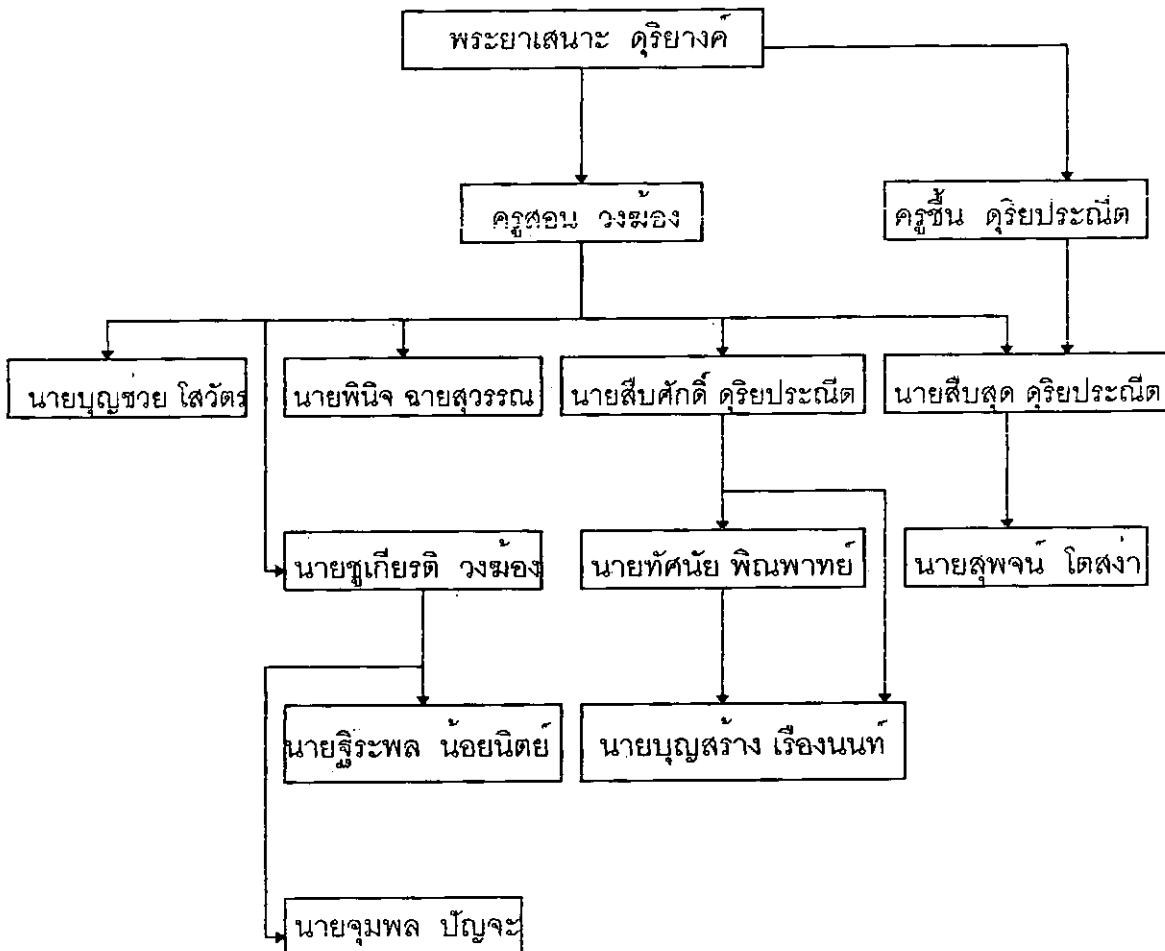 พระยาเสนาะ ดุริยางค์
ครูสอน วงฆ้อง
ครูชื้น ดุริยประณีต
นายบุญช่วย โสวัตร
นายพินิจ ฉายสุวรรณ
นายสืบศักดิ์ ดุริยประณีต
นายสืบสุด ดุริยประณีต
นายชูเกียรติ วงฆ้อง
นายทัศนัย พิณพาทย์
นายสุพจน์ โตสง่า
นายฐิระพล น้อยนิตย์
นายบุญสร้าง เรืองนนท์
นายจุมพล ปัญจะ